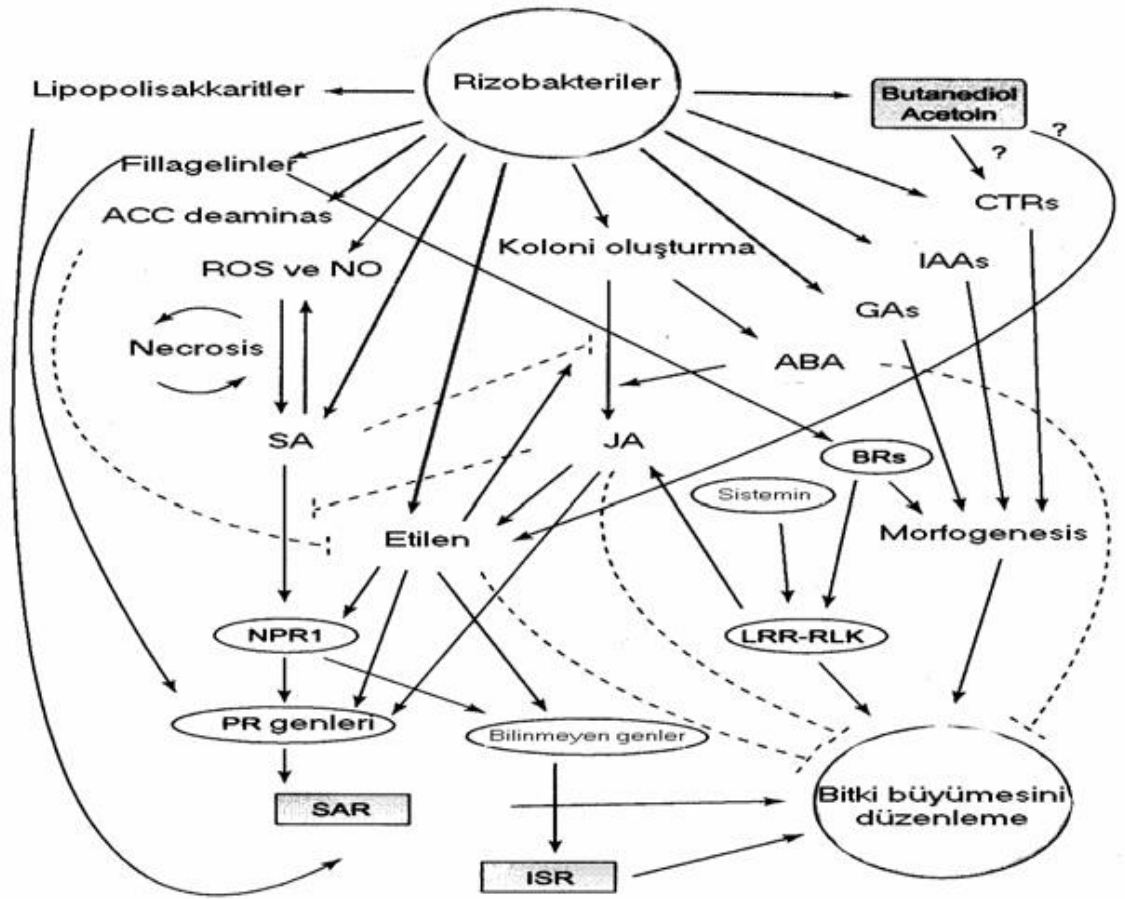 Rizobakteriler
Lipopolisakkaritler
Butanediol
Acetoin
?
?
Fillagelinler
CTRs
ACC deaminas
Koloni oluşturma
IAAs
ROS ve NO
GAs
Necrosis
ABA
SA
JA
BRs
Sistemin
Etilen
Morfogenesis
NPR1
LRR-RLK
PR genleri
Bilinmeyen genler
SAR
Bitki büyümesini
düzenleme
ISR